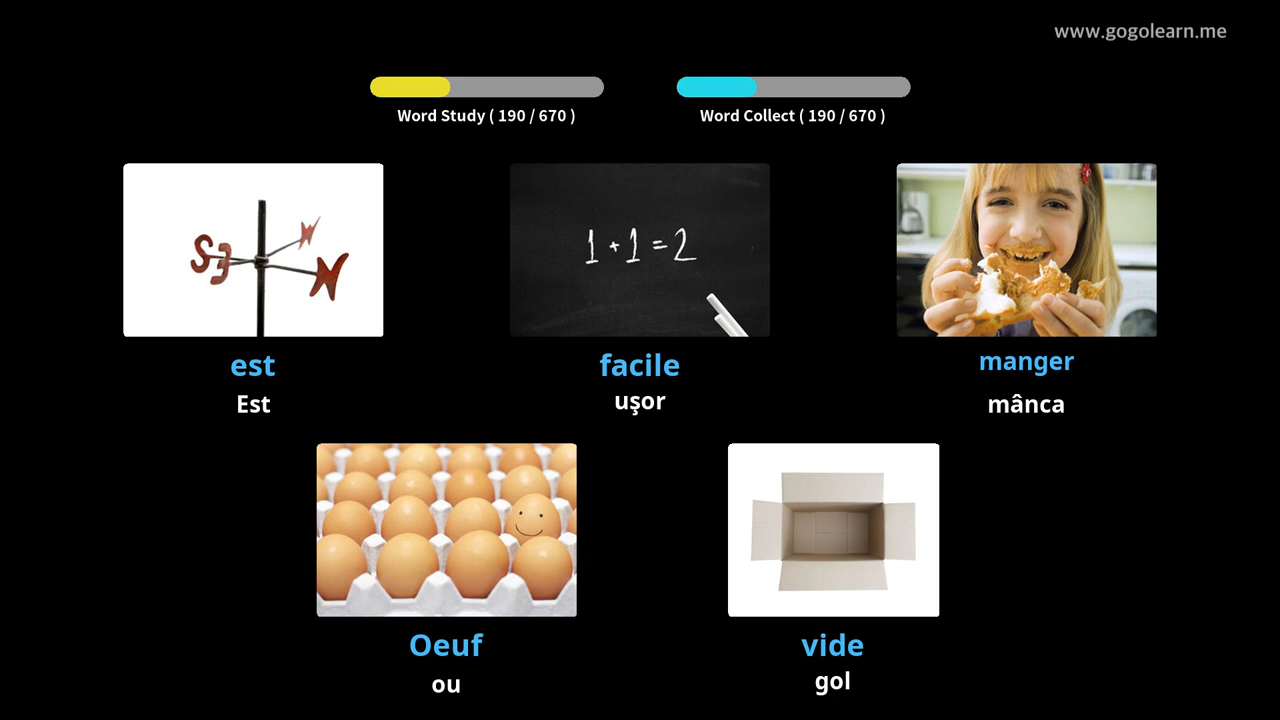 www.gogolearn.me
Word Study ( 190 / 670 )
Word Collect ( 190 / 670 )
S E N W
1 + 1 = 2
est
facile
manger
Est
uşor
mânca
Oeuf
vide
ou
gol